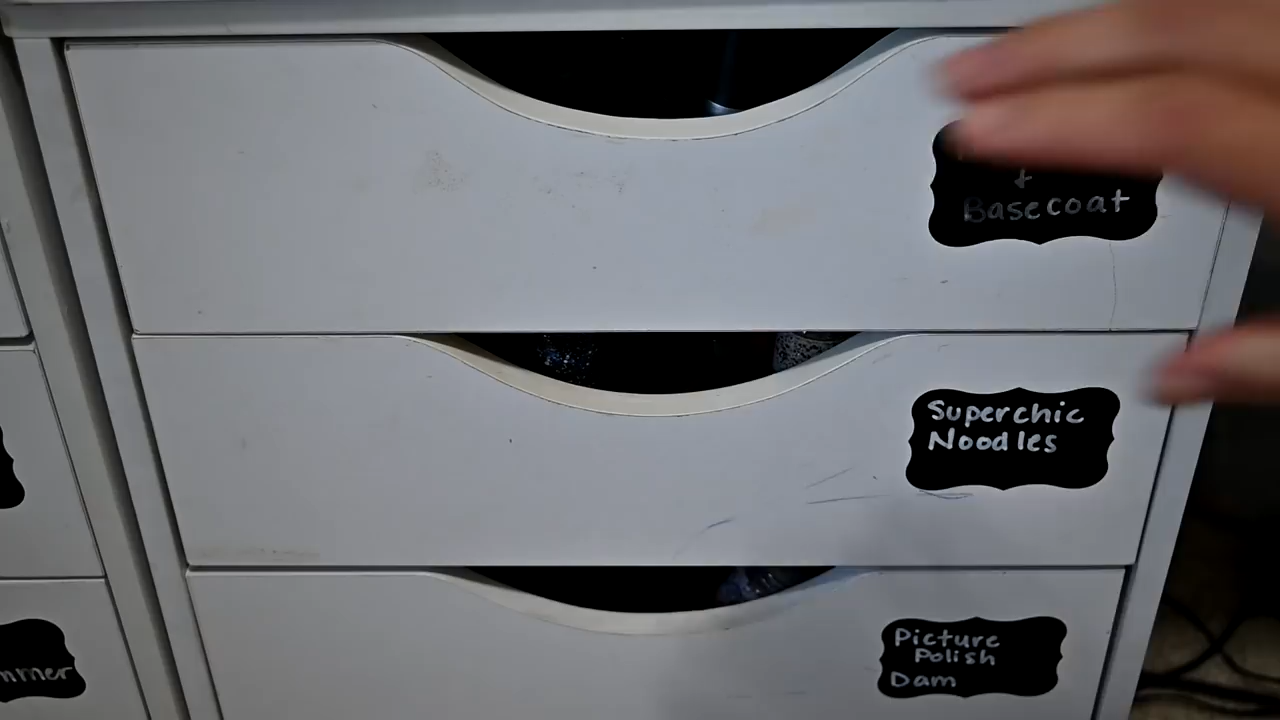 +
Basecoat
Superchic
Noodles
Picture
Polish
Dam